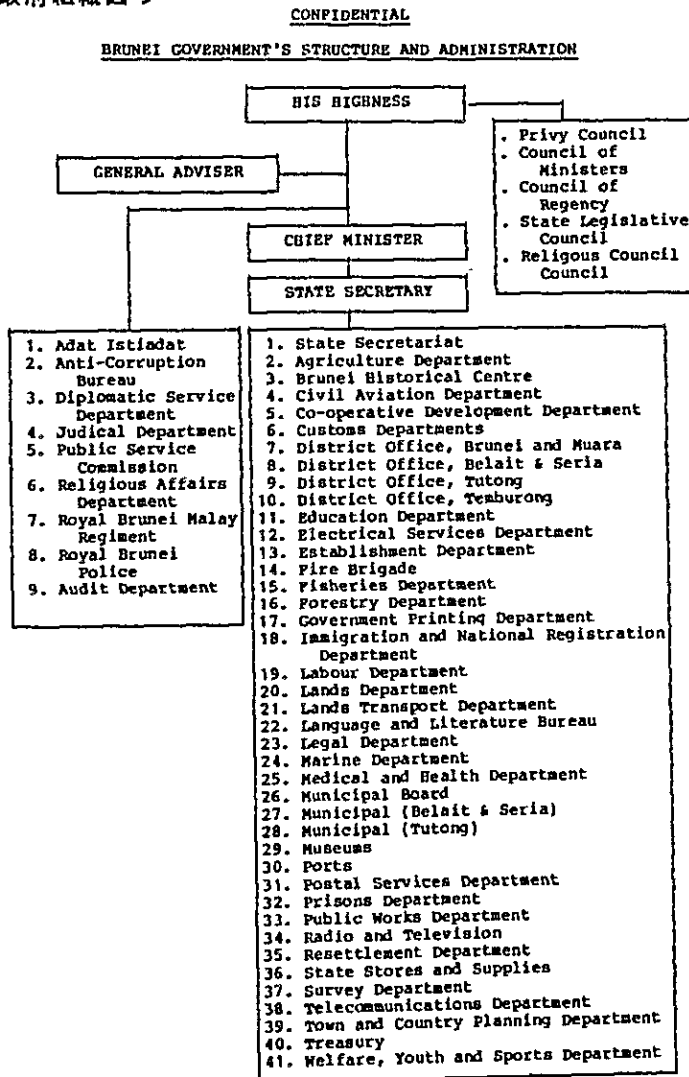 政府組織図
CONFIDENTIAL
BRUNEI GOVERNMENT'S STRUCTURE AND ADMINISTRATION
HIS HIGHNESS
. Privy Council
. Council of
Ministers
. Council of
Regency
. State Legislative
Council
. Religous Council
Council
GENERAL ADVISER
CHIEF MINISTER
STATE SECRETARY
1. Adat Istiadat
2. Anti-Corruption
Bureau
3. Diplomatic Service
Department
4. Judical Department
5. Public Service
Commission
6. Religious Affairs
Department
7. Royal Brunei Malay
Regiment
8. Royal Brunei
Police
9. Audit Department
1. State Secretariat
2. Agriculture Department
3. Brunei Historical Centre
4. Civil Aviation Department
5. Co-operative Development Department
6. Customs Departments
7. District Office, Brunei and Muara
8. District Office, Belait & Seria
9. District Office, Tutong
10. District Office, Temburong
11. Education Department
12. Electrical Services Department
13. Establishment Department
14. Fire Brigade
15. Fisheries Department
16. Forestry Department
17. Government Printing Department
18. Immigration and National Registration
Department
19. Labour Department
20. Lands Department
21. Lands Transport Department
22. Language and Literature Bureau
23. Legal Department
24. Marine Department
25. Medical and Health Department
26. Municipal Board
27. Municipal (Belait & Seria)
28. Municipal (Tutong)
29. Museums
30. Ports
31. Postal Services Department
32. Prisons Department
33. Public Works Department
34. Radio and Television
35. Resettlement Department
36. State Stores and Supplies
37. Survey Department
38. Telecommunications Department
39. Town and Country Planning Department
40. Treasury
41. Welfare, Youth and Sports Department